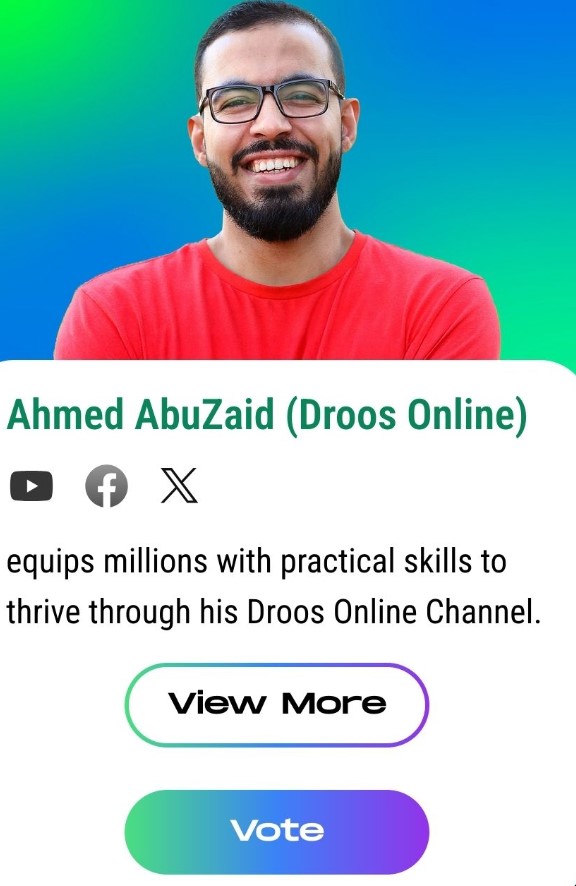 Ahmed AbuZaid (Droos Online)
equips millions with practical skills to
thrive through his Droos Online Channel.
View More
Vote